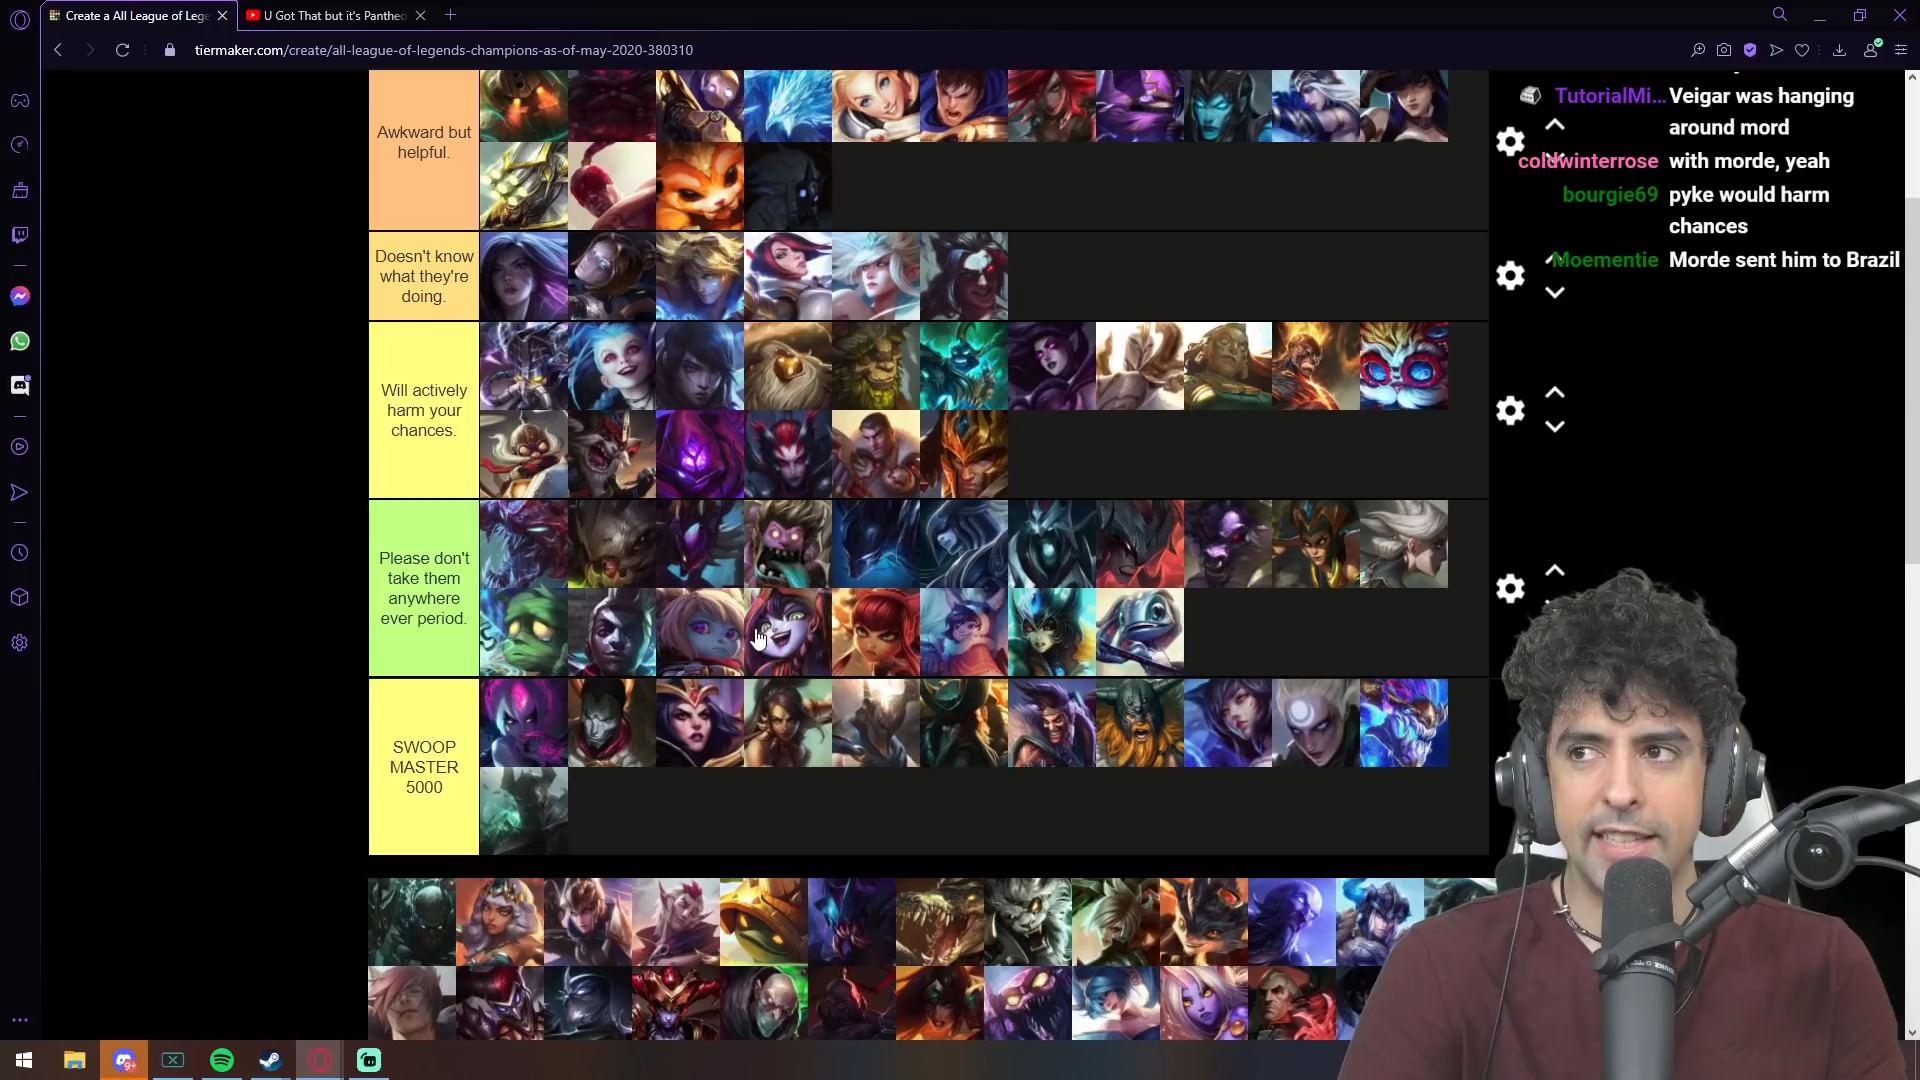 Create a All League of Lege
U Got That but it's Pantheo
tiermaker.com/create/all-league-of-legends-champions-as-of-may-2020-380310
Awkward but
helpful.
Doesn't know
what they're
doing.
Will actively
harm your
chances.
Please don't
take them
anywhere
ever period.
SWOOP
MASTER
5000
TutorialMi... Veigar was hanging
around mord
coldwinterrose with morde, yeah
bourgie69 pyke would harm
chances
Moementie Morde sent him to Brazil
9+